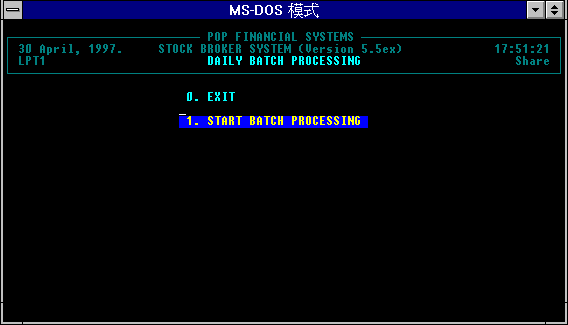 MS-DOS 模式
POP FINANCIAL SYSTEMS
30 April, 1997. STOCK BROKER SYSTEM (Version 5.5ex) 17:51:21
LPT1 DAILY BATCH PROCESSING Share
0. EXIT
1. START BATCH PROCESSING